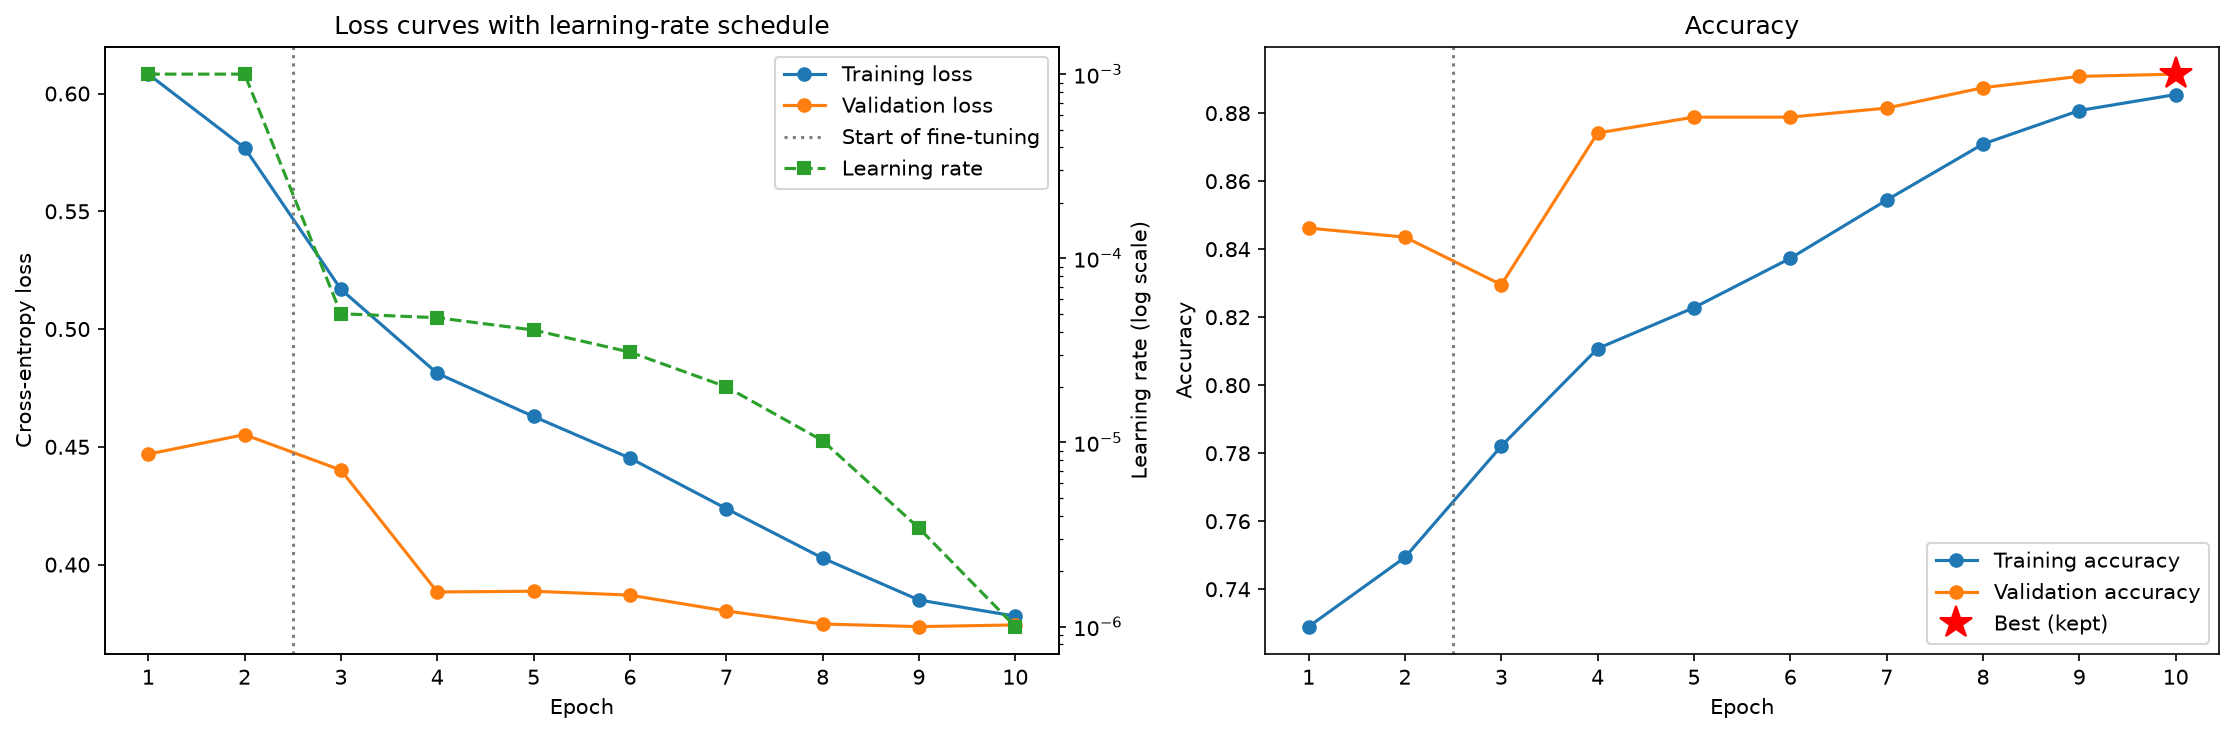 Loss curves with learning-rate schedule
Cross-entropy loss
0.60
0.55
0.50
0.45
0.40
Training loss
Validation loss
Start of fine-tuning
Learning rate
10⁻³
10⁻⁴
10⁻⁵
10⁻⁶
Learning rate (log scale)
1 2 3 4 5 6 7 8 9 10
Epoch
Accuracy
Accuracy
0.88
0.86
0.84
0.82
0.80
0.78
0.76
0.74
Training accuracy
Validation accuracy
Best (kept)
1 2 3 4 5 6 7 8 9 10
Epoch